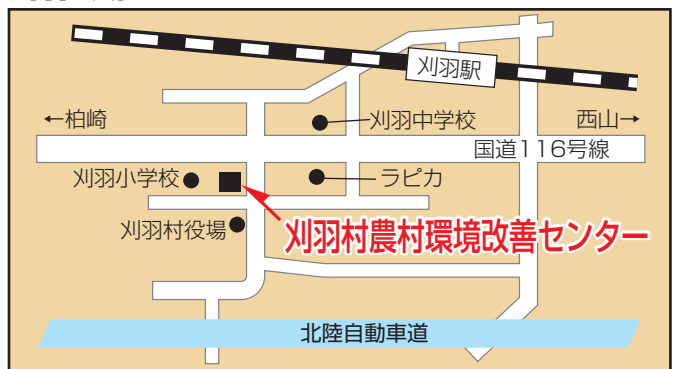 刈羽駅
←柏崎
刈羽中学校
西山→
国道116号線
刈羽小学校
ラピカ
刈羽村役場
刈羽村農村環境改善センター
北陸自動車道